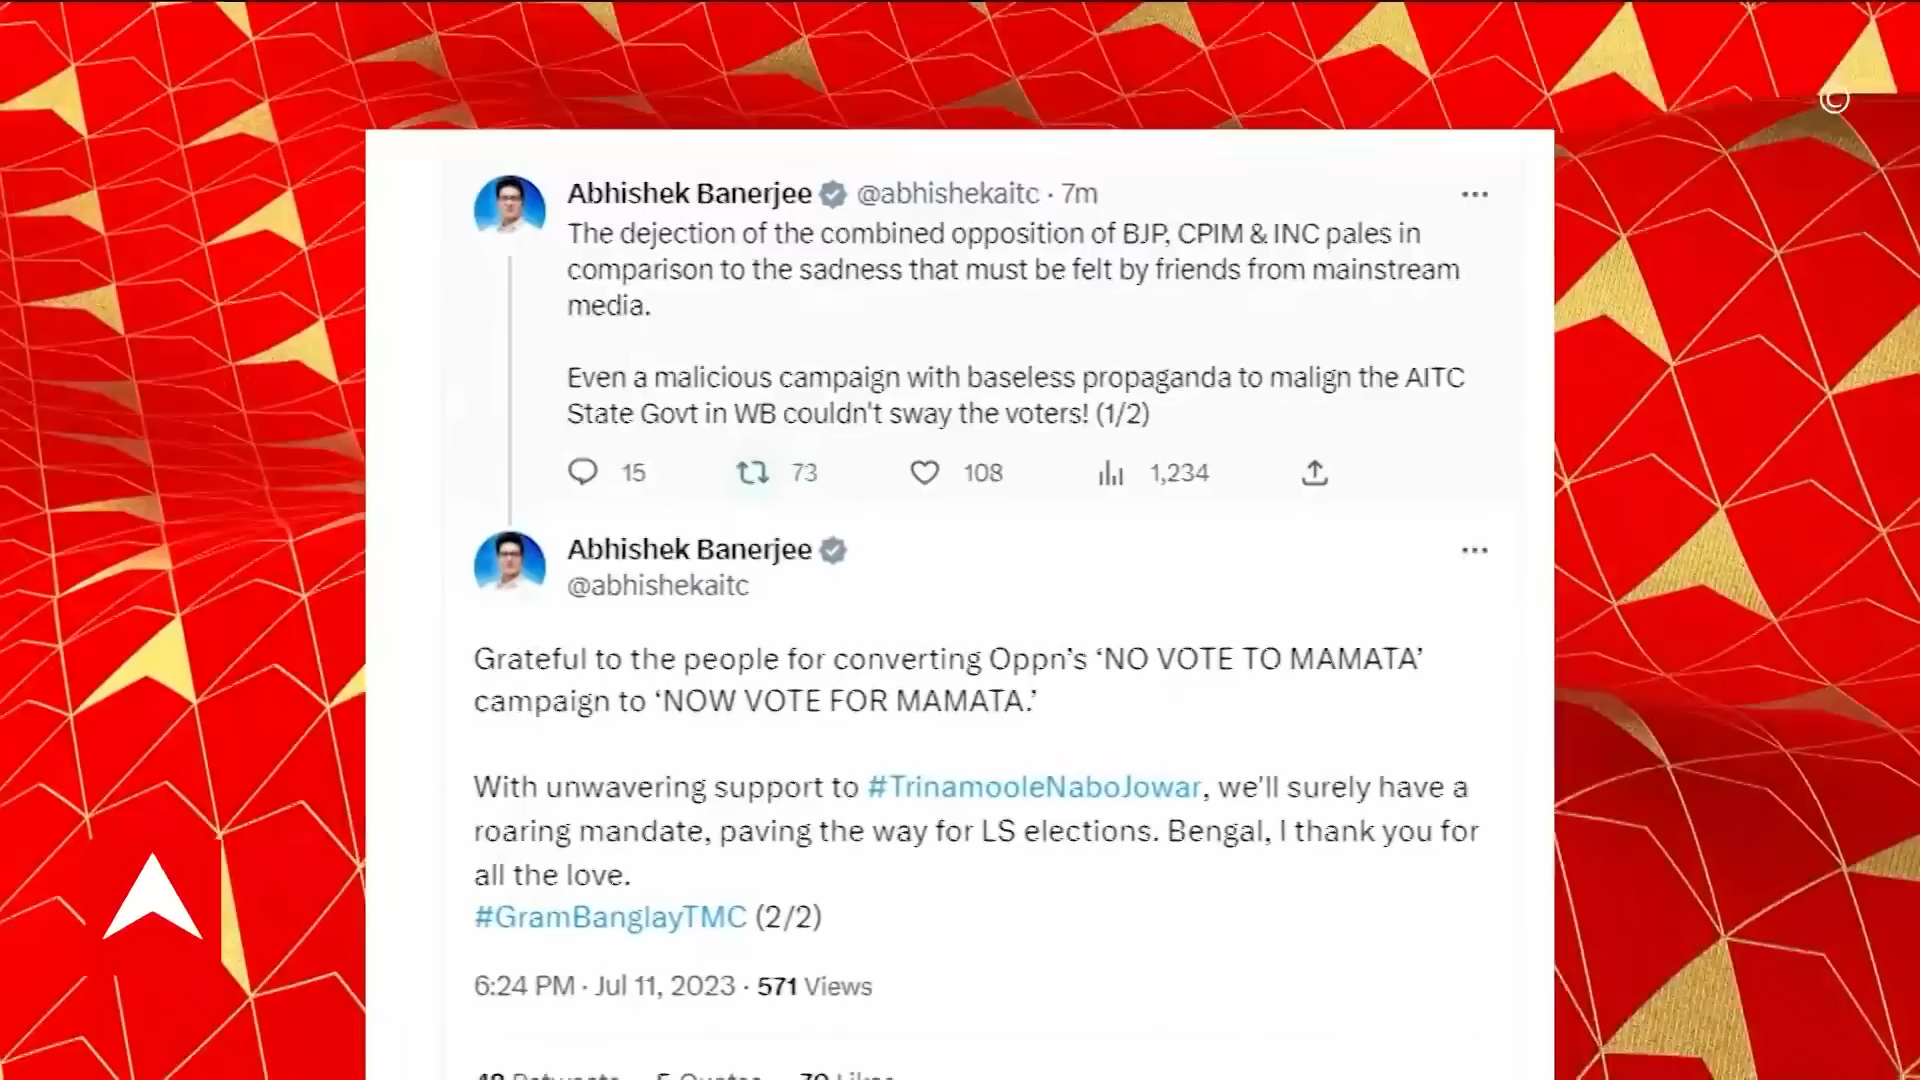 ©
Abhishek Banerjee @abhishekaitc · 7m
The dejection of the combined opposition of BJP, CPIM & INC pales in
comparison to the sadness that must be felt by friends from mainstream
media.
Even a malicious campaign with baseless propaganda to malign the AITC
State Govt in WB couldn't sway the voters! (1/2)
15 73 108 1,234
Abhishek Banerjee
@abhishekaitc
Grateful to the people for converting Oppn's ‘NO VOTE TO MAMATA’
campaign to ‘NOW VOTE FOR MAMATA.’
With unwavering support to #TrinamooleNaboJowar, we'll surely have a
roaring mandate, paving the way for LS elections. Bengal, I thank you for
all the love.
#GramBanglayTMC (2/2)
6:24 PM · Jul 11, 2023 · 571 Views